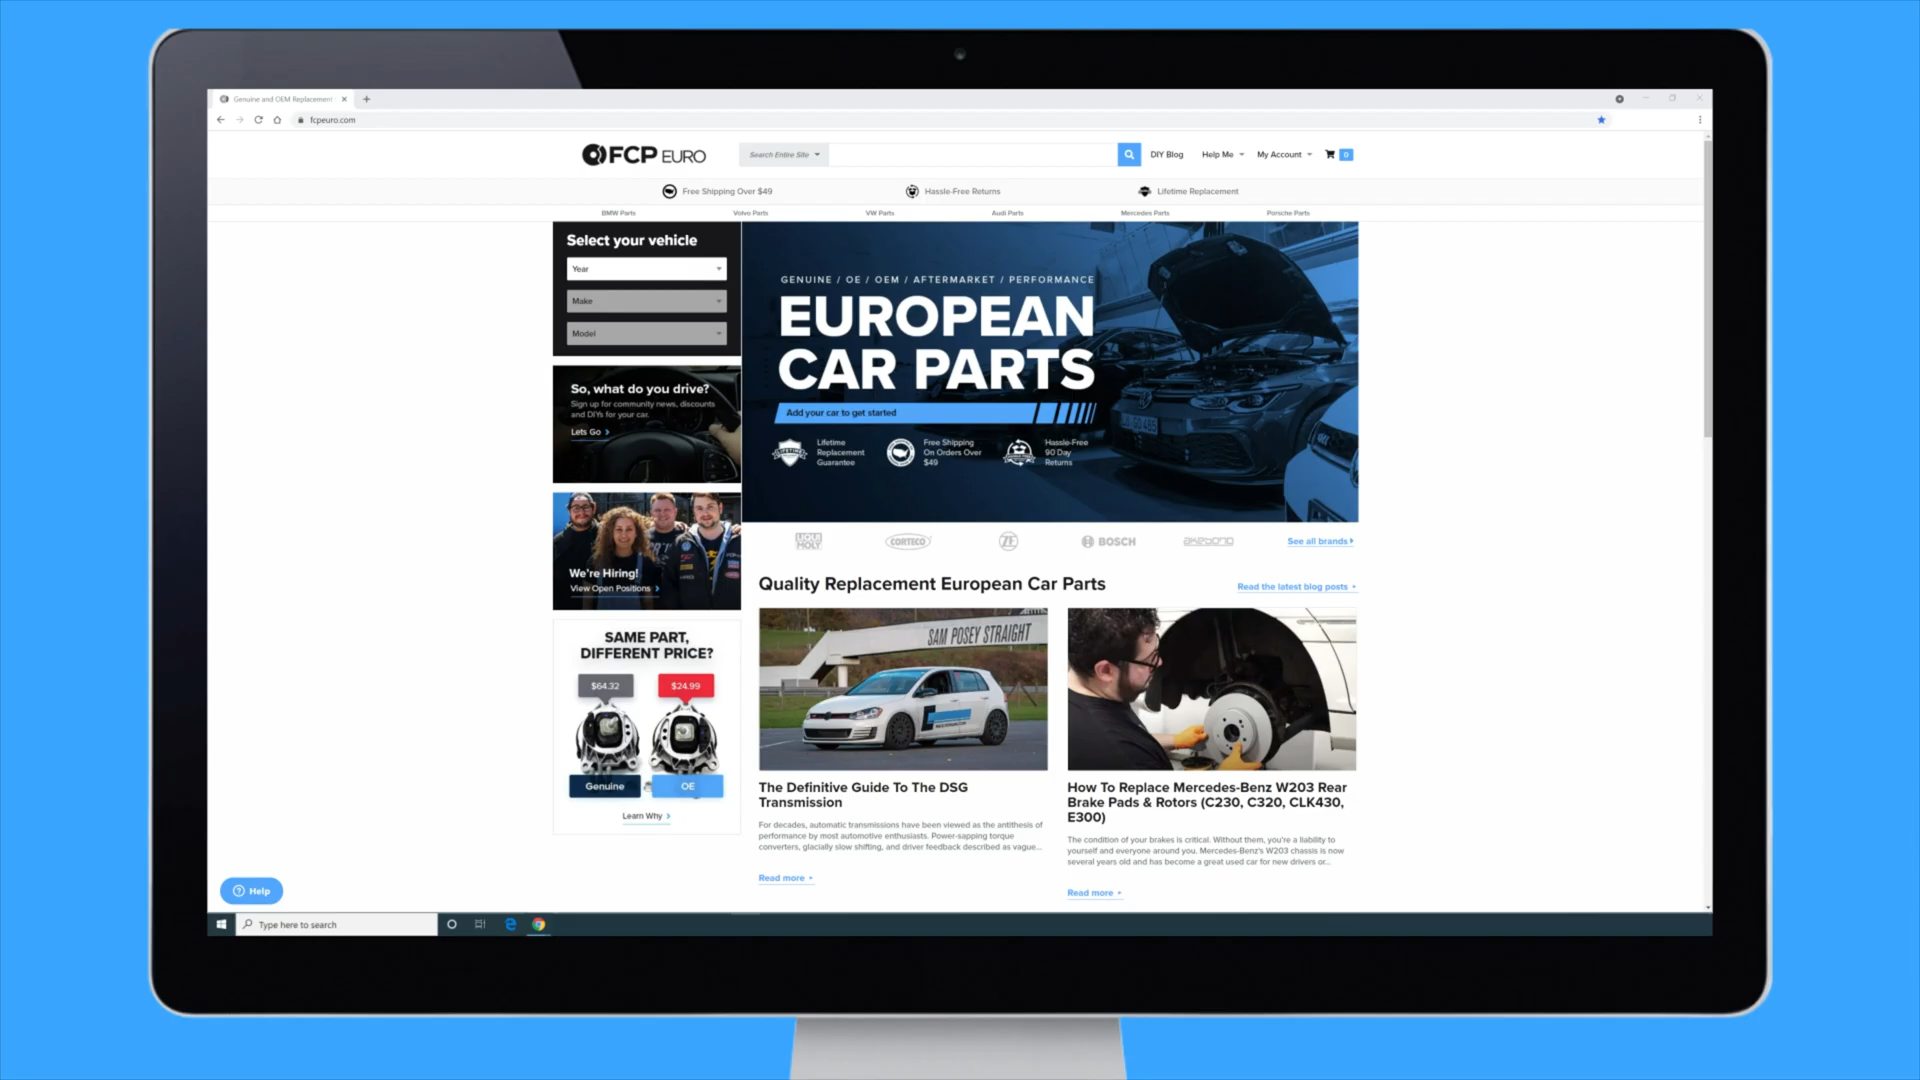 Genuine and OEM Replacement
fcpeuro.com
FCP EURO
Search Entire Site
DIY Blog
Help Me
My Account
0
Free Shipping Over $49
Hassle-Free Returns
Lifetime Replacement
BMW Parts
Volvo Parts
VW Parts
Audi Parts
Mercedes Parts
Porsche Parts
Select your vehicle
Year
Make
Model
GENUINE / OE / OEM / AFTERMARKET / PERFORMANCE
EUROPEAN
CAR PARTS
Add your car to get started
Lifetime
Replacement
Guarantee
Free Shipping
On Orders Over
$49
Hassle-Free
90 Day
Returns
So, what do you drive?
Sign up for community news, discounts
and DIYs for your car.
Lets Go
We're Hiring!
View Open Positions
LIQUI
MOLY
CORTECO
ZF
BOSCH
akebono
See all brands
Quality Replacement European Car Parts
Read the latest blog posts
SAME PART,
DIFFERENT PRICE?
$64.32
$24.99
Genuine
OE
Learn Why
SAM POSEY STRAIGHT
The Definitive Guide To The DSG
Transmission
For decades, automatic transmissions have been viewed as the antithesis of
performance by most automotive enthusiasts. Power-sapping torque
converters, glacially slow shifting, and driver feedback described as vague...
Read more
How To Replace Mercedes-Benz W203 Rear
Brake Pads & Rotors (C230, C320, CLK430,
E300)
The condition of your brakes is critical. Without them, you're a liability to
yourself and everyone around you. Mercedes-Benz's W203 chassis is now
several years old and has become a great used car for new drivers or...
Read more
Help
Type here to search